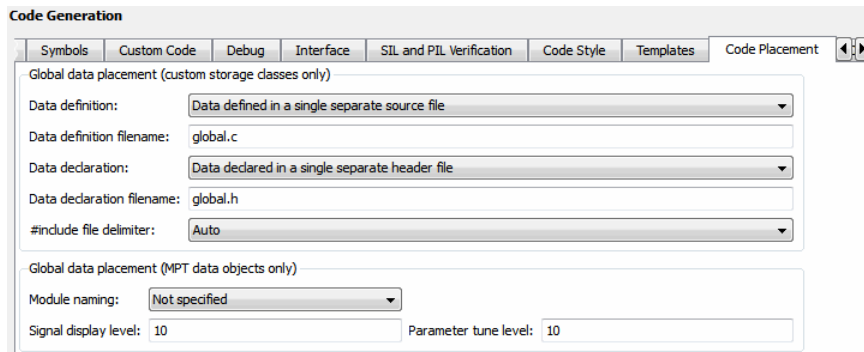 Code Generation
Symbols Custom Code Debug Interface SIL and PIL Verification Code Style Templates Code Placement
Global data placement (custom storage classes only)
Data definition: Data defined in a single separate source file
Data definition filename: global.c
Data declaration: Data declared in a single separate header file
Data declaration filename: global.h
#include file delimiter: Auto
Global data placement (MPT data objects only)
Module naming: Not specified
Signal display level: 10 Parameter tune level: 10